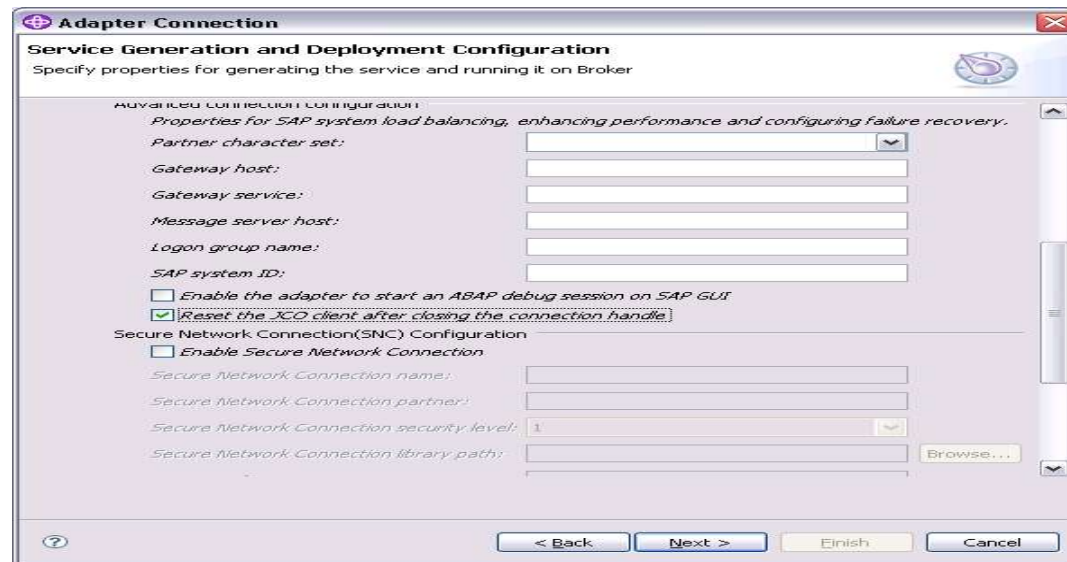 Adapter Connection
Service Generation and Deployment Configuration
Specify properties for generating the service and running it on Broker
Advanced connection configuration
Properties for SAP system load balancing, enhancing performance and configuring failure recovery.
Partner character set:
Gateway host:
Gateway service:
Message server host:
Logon group name:
SAP system ID:
Enable the adapter to start an ABAP debug session on SAP GUI
Reset the JCO client after closing the connection handle
Secure Network Connection(SNC) Configuration
Enable Secure Network Connection
Secure Network Connection name:
Secure Network Connection partner:
Secure Network Connection security level: 1
Secure Network Connection library path: Browse...
? < Back Next > Finish Cancel